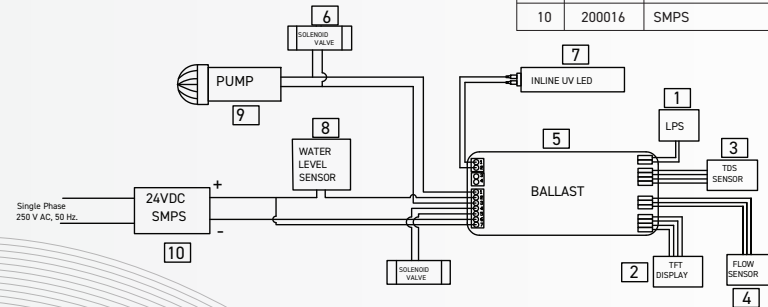 10 200016 SMPS
6
SOLENOID
VALVE
PUMP
9
7
INLINE UV LED
1
LPS
8
WATER
LEVEL
SENSOR
5
BALLAST
3
TDS
SENSOR
Single Phase
250 V AC, 50 Hz.
24VDC
SMPS
+
-
10
SOLENOID
VALVE
2
TFT
DISPLAY
FLOW
SENSOR
4